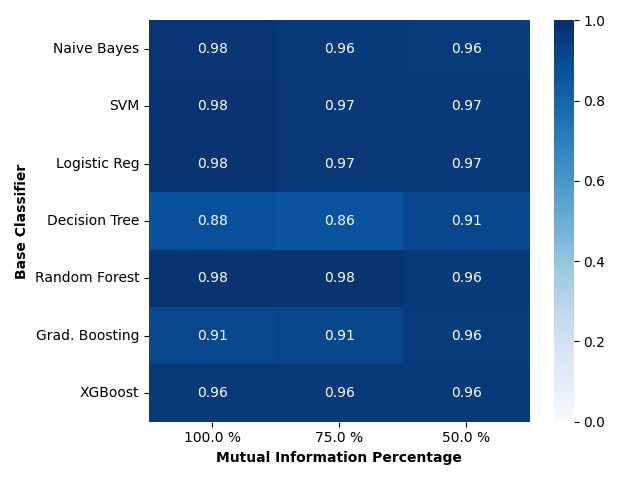 Naive Bayes 0.98 0.96 0.96
SVM 0.98 0.97 0.97
Logistic Reg 0.98 0.97 0.97
Decision Tree 0.88 0.86 0.91
Random Forest 0.98 0.98 0.96
Grad. Boosting 0.91 0.91 0.96
XGBoost 0.96 0.96 0.96
100.0 % 75.0 % 50.0 %
Mutual Information Percentage
Base Classifier
1.0
0.8
0.6
0.4
0.2
0.0